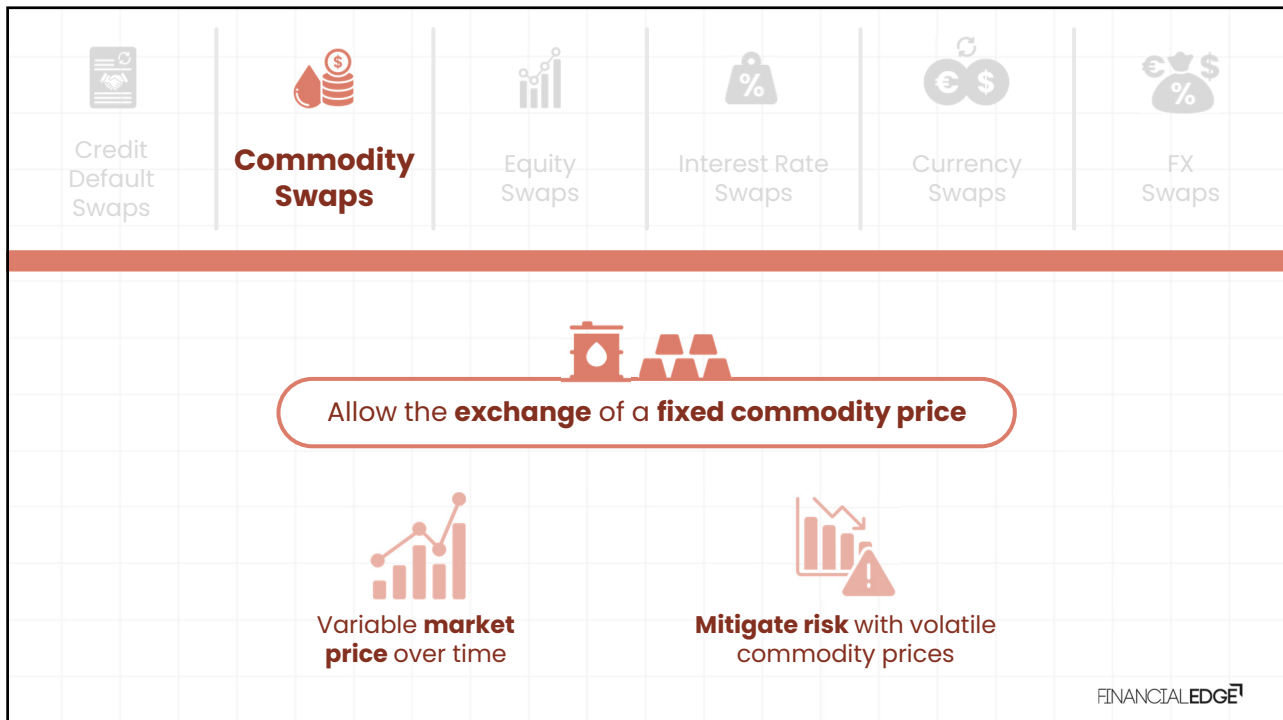 Credit
Default
Swaps
Commodity
Swaps
Equity
Swaps
Interest Rate
Swaps
Currency
Swaps
FX
Swaps
Allow the exchange of a fixed commodity price
Variable market
price over time
Mitigate risk with volatile
commodity prices
FINANCIALEDGE